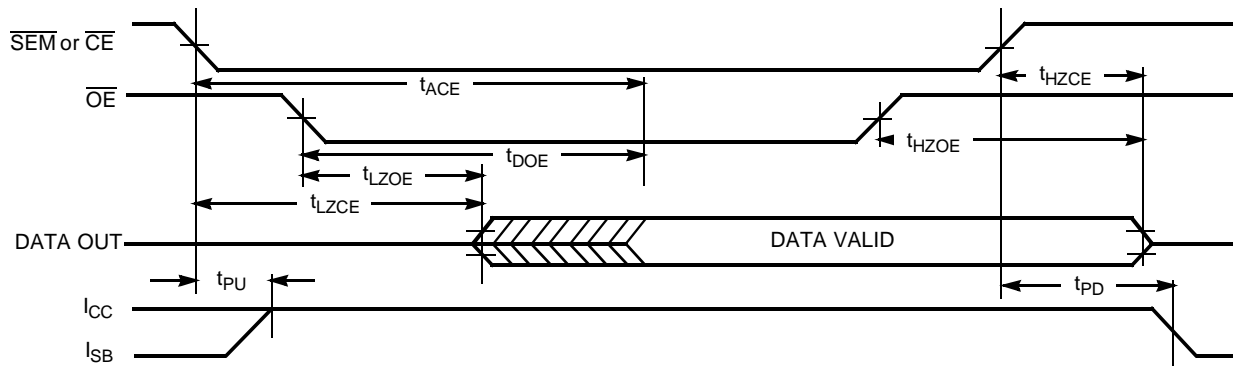 SEM or CE
tACE
tHZCE
OE
tHZOE
tDOE
tLZOE
tLZCE
DATA OUT
DATA VALID
tPU
tPD
ICC
ISB